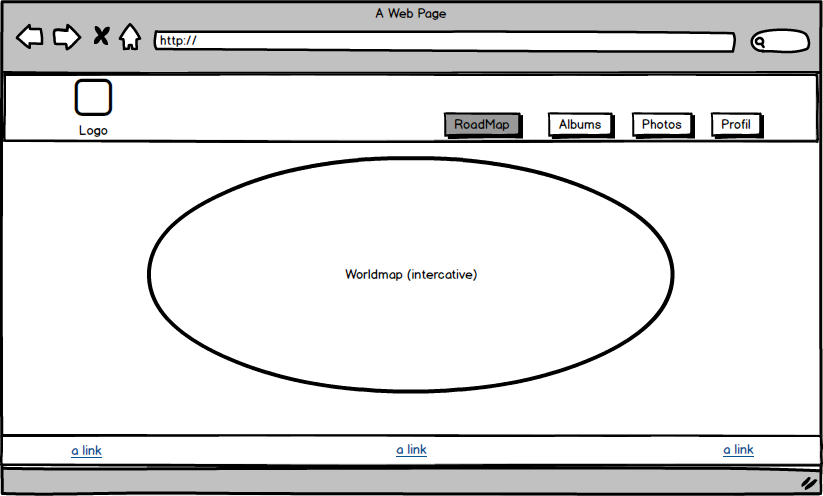 A Web Page
http://
Logo
RoadMap Albums Photos Profil
Worldmap (intercative)
a link a link a link